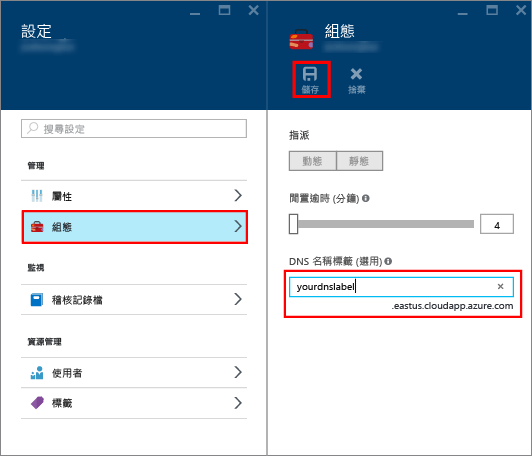 設定
搜尋設定
管理
屬性
組態
監視
稽核記錄檔
資源管理
使用者
標籤
組態
儲存
捨棄
指派
動態
靜態
閒置逾時 (分鐘)
4
DNS 名稱標籤 (選用)
yourdnslabel
.eastus.cloudapp.azure.com